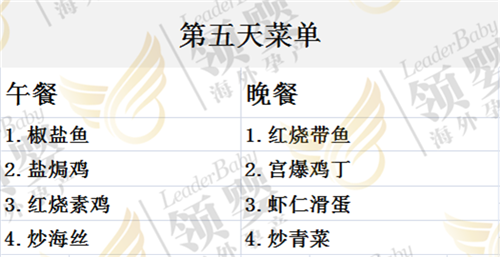 第五天菜单
午餐 晚餐
1. 椒盐鱼 1. 红烧带鱼
2. 盐焗鸡 2. 宫爆鸡丁
3. 红烧素鸡 3. 虾仁滑蛋
4. 炒海丝 4. 炒青菜
LeaderBaby
领婴
海外孕产
LeaderBaby
领婴
海外孕产
LeaderBaby
领婴
LeaderBaby